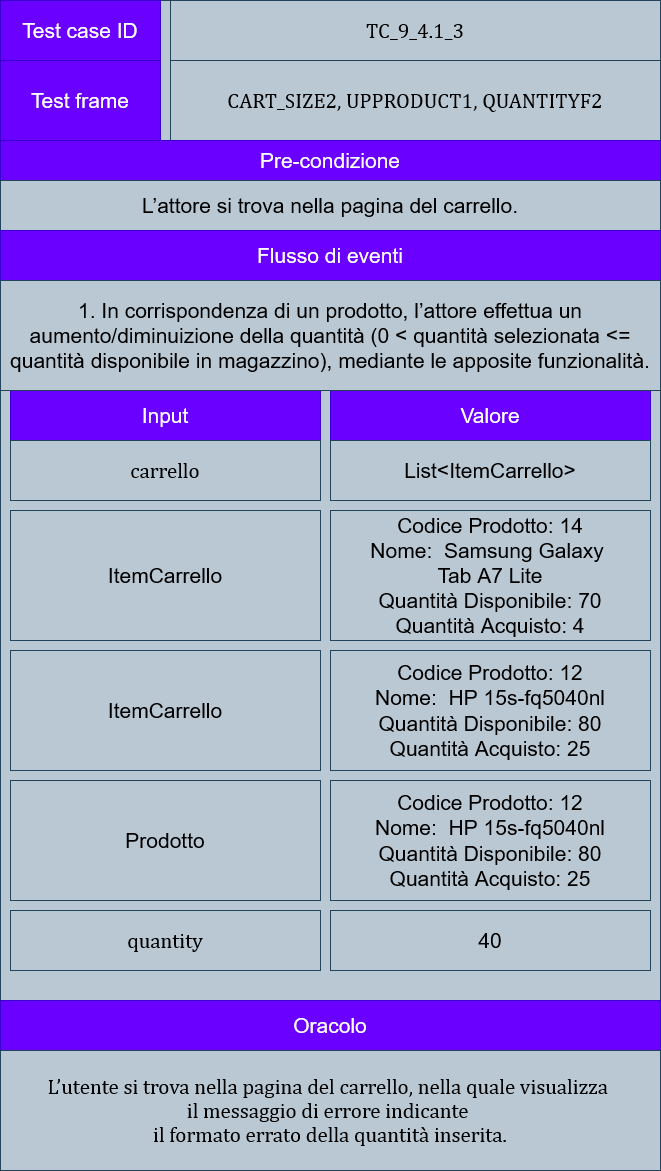 Test case ID
TC_9_4.1_3
Test frame
CART_SIZE2, UPPRODUCT1, QUANTITYF2
Pre-condizione
L'attore si trova nella pagina del carrello.
Flusso di eventi
1. In corrispondenza di un prodotto, l'attore effettua un
aumento/diminuizione della quantità (0 < quantità selezionata <=
quantità disponibile in magazzino), mediante le apposite funzionalità.
Input
Valore
carrello
List<ItemCarrello>
ItemCarrello
Codice Prodotto: 14
Nome:  Samsung Galaxy
Tab A7 Lite
Quantità Disponibile: 70
Quantità Acquisto: 4
ItemCarrello
Codice Prodotto: 12
Nome:  HP 15s-fq5040nl
Quantità Disponibile: 80
Quantità Acquisto: 25
Prodotto
Codice Prodotto: 12
Nome:  HP 15s-fq5040nl
Quantità Disponibile: 80
Quantità Acquisto: 25
quantity
40
Oracolo
L'utente si trova nella pagina del carrello, nella quale visualizza
il messaggio di errore indicante
il formato errato della quantità inserita.